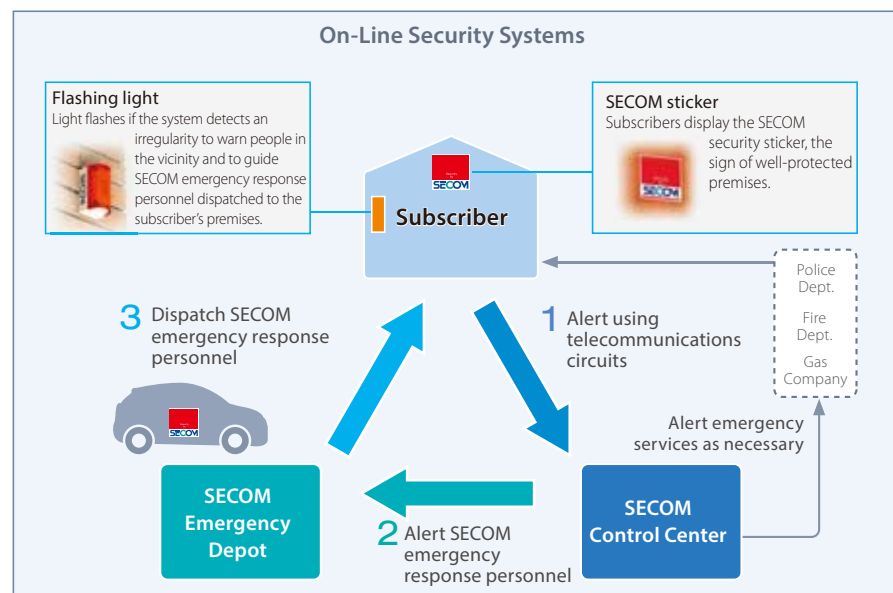 On-Line Security Systems
Flashing light
Light flashes if the system detects an
irregularity to warn people in
the vicinity and to guide
SECOM emergency response
personnel dispatched to the
subscriber's premises.
SECOM sticker
Subscribers display the SECOM
security sticker, the
sign of well-protected
premises.
SECOM
SECOM
SECOM
Subscriber
Police
Dept.
Fire
Dept.
Gas
Company
3 Dispatch SECOM
emergency response
personnel
1 Alert using
telecommunications
circuits
Alert emergency
services as necessary
SECOM
SECOM
Emergency
Depot
2 Alert SECOM
emergency
response personnel
SECOM
Control Center